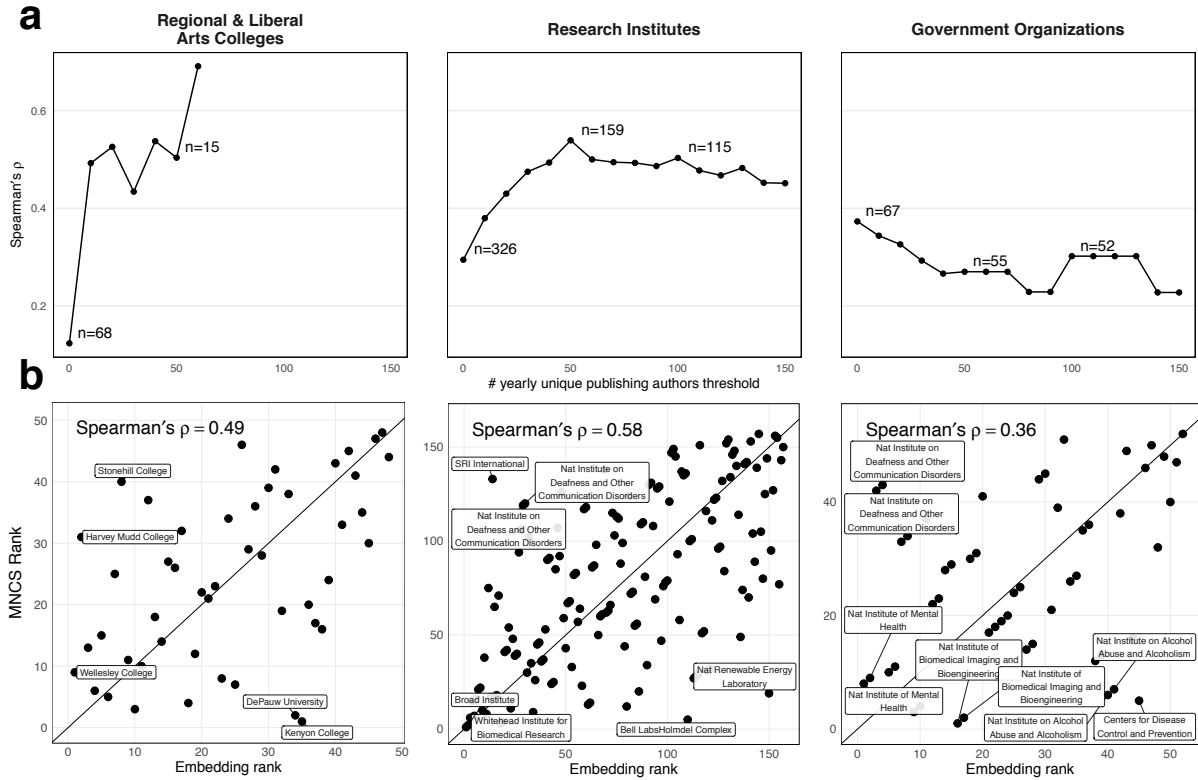 a
Regional & Liberal
Arts Colleges
Research Institutes
Government Organizations
Spearman's ρ
0.6
0.4
0.2
n=68
n=15
n=326
n=159
n=115
n=67
n=55
n=52
0
50
100
150
0
50
100
150
0
50
100
150
# yearly unique publishing authors threshold
b
MNCS Rank
Spearman's ρ = 0.49
50
40
30
20
10
0
Stonehill College
Harvey Mudd College
Wellesley College
DePauw University
Kenyon College
0
10
20
30
40
50
Embedding rank
Spearman's ρ = 0.58
150
100
50
0
SRI International
Nat Institute on
Deafness and Other
Communication Disorders
Nat Institute on
Deafness and Other
Communication Disorders
Nat Renewable Energy
Laboratory
Broad Institute
Whitehead Institute for
Biomedical Research
Bell LabsHolmdel Complex
0
50
100
150
Embedding rank
Spearman's ρ = 0.36
40
20
0
Nat Institute on
Deafness and Other
Communication Disorders
Nat Institute on
Deafness and Other
Communication Disorders
Nat Institute of Mental
Health
Nat Institute of
Biomedical Imaging and
Bioengineering
Nat Institute on Alcohol
Abuse and Alcoholism
Nat Institute of Mental
Health
Nat Institute of
Biomedical Imaging and
Bioengineering
Nat Institute on Alcohol
Abuse and Alcoholism
Centers for Disease
Control and Prevention
0
10
20
30
40
50
Embedding rank